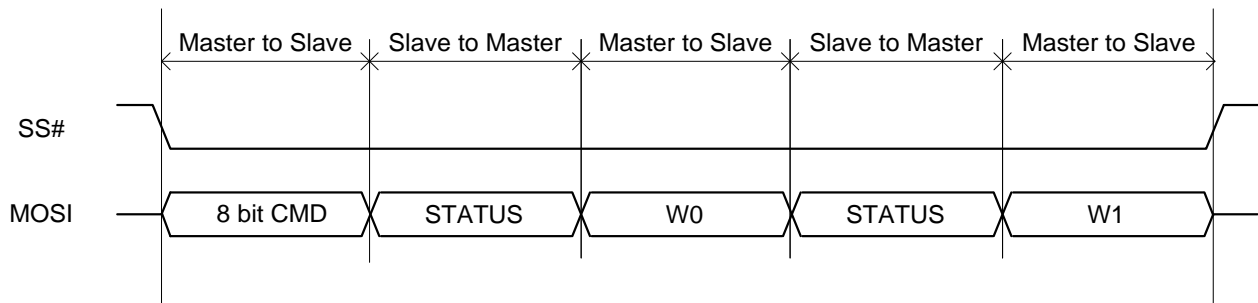 Master to Slave Slave to Master Master to Slave Slave to Master Master to Slave
SS#
MOSI 8 bit CMD STATUS W0 STATUS W1